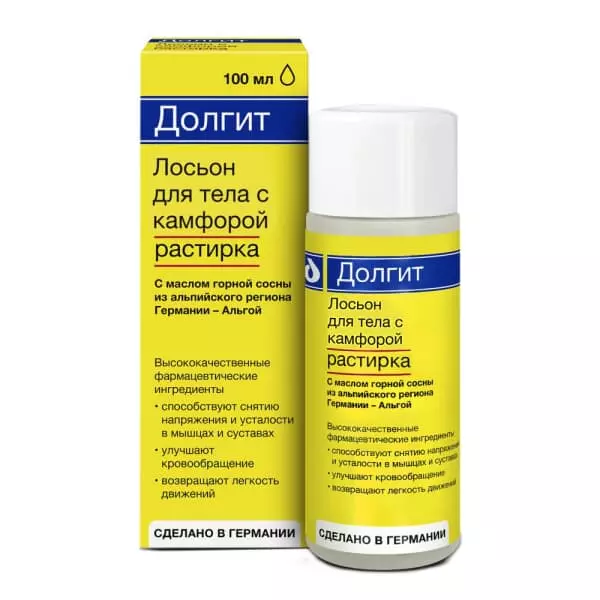 100 мл
Долгит
Лосьон
для тела с
камфорой
растирка
С маслом горной сосны
из альпийского региона
Германии – Альгой
Высококачественные
фармацевтические
ингредиенты
• способствуют снятию
напряжения и усталости
в мышцах и суставах
• улучшают
кровообращение
• возвращают легкость
движений
СДЕЛАНО В ГЕРМАНИИ
Долгит
Лосьон
для тела с
камфорой
растирка
С маслом горной сосны
из альпийского региона
Германии – Альгой
Высококачественные
фармацевтические ингредиенты
• способствуют снятию напряжения
и усталости в мышцах и суставах
• улучшают кровообращение
• возвращают легкость движений
СДЕЛАНО В ГЕРМАНИИ